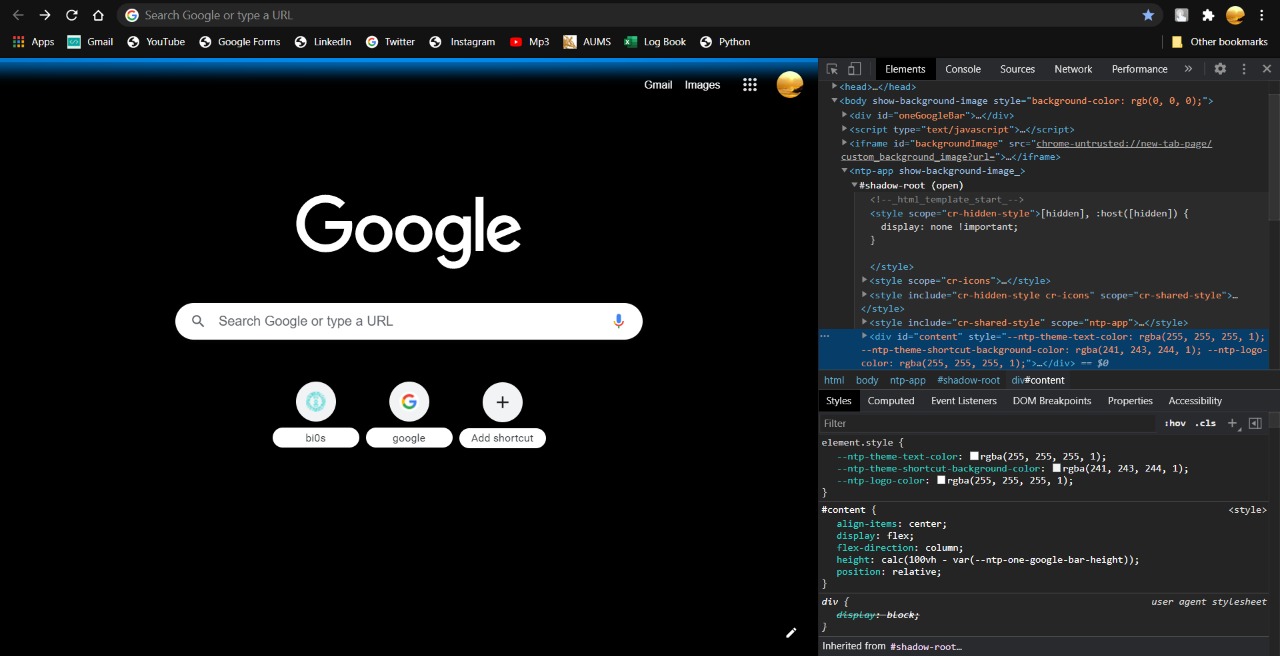 Search Google or type a URL
Apps Gmail YouTube Google Forms LinkedIn Twitter Instagram Mp3 AUMS Log Book Python Other bookmarks
Gmail Images
Google
Search Google or type a URL
bi0s google Add shortcut
Elements Console Sources Network Performance »
<head>…</head>
<body show-background-image style="background-color: rgb(0, 0, 0);">
<div id="oneGoogleBar">…</div>
<script type="text/javascript">…</script>
<iframe id="backgroundImage" src="chrome-untrusted://new-tab-page/
custom_background_image?url=">…</iframe>
<ntp-app show-background-image_>
#shadow-root (open)
<!--_html_template_start_-->
<style scope="cr-hidden-style">[hidden], :host([hidden]) {
display: none !important;
}
</style>
<style scope="cr-icons">…</style>
<style include="cr-hidden-style cr-icons" scope="cr-shared-style">…
</style>
<style include="cr-shared-style" scope="ntp-app">…</style>
<div id="content" style="--ntp-theme-text-color: rgba(255, 255, 255, 1);
--ntp-theme-shortcut-background-color: rgba(241, 243, 244, 1); --ntp-logo-
color: rgba(255, 255, 255, 1);">…</div> == $0
html body ntp-app #shadow-root div#content
Styles Computed Event Listeners DOM Breakpoints Properties Accessibility
Filter :hov .cls +
element.style {
--ntp-theme-text-color: rgba(255, 255, 255, 1);
--ntp-theme-shortcut-background-color: rgba(241, 243, 244, 1);
--ntp-logo-color: rgba(255, 255, 255, 1);
}
#content { <style>
align-items: center;
display: flex;
flex-direction: column;
height: calc(100vh - var(--ntp-one-google-bar-height));
position: relative;
}
div { user agent stylesheet
display: block;
}
Inherited from #shadow-root…